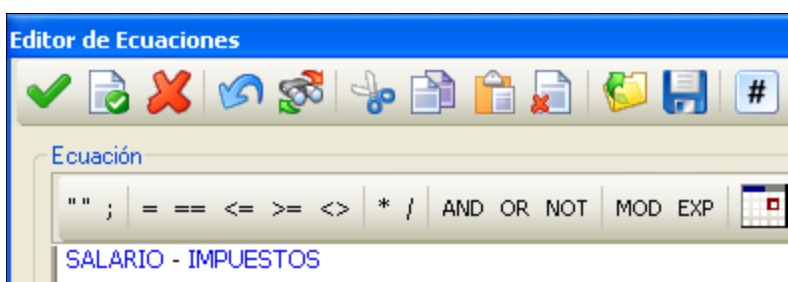 Editor de Ecuaciones
#
Ecuación
"" ; = == <= >= <> * / AND OR NOT MOD EXP
SALARIO - IMPUESTOS